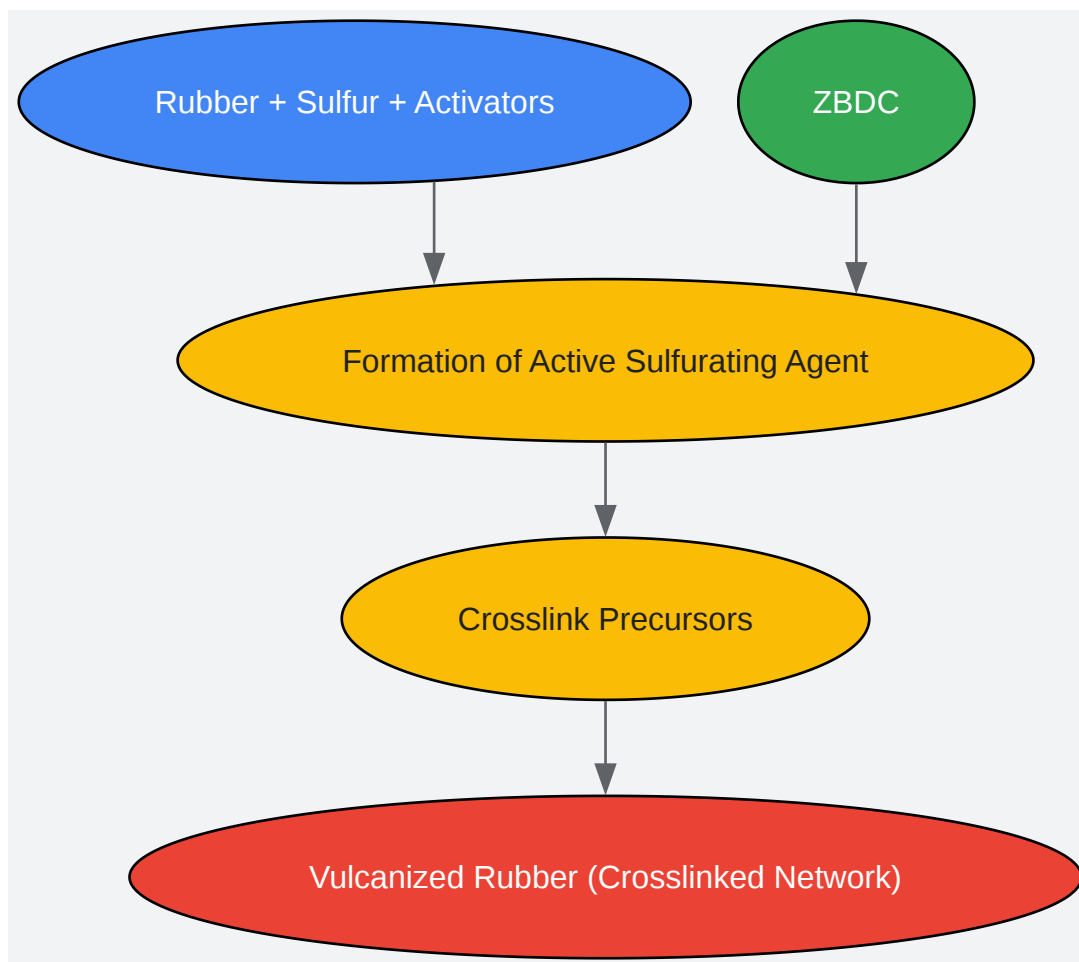 Rubber + Sulfur + Activators
ZBDC
Formation of Active Sulfurating Agent
Crosslink Precursors
Vulcanized Rubber (Crosslinked Network)